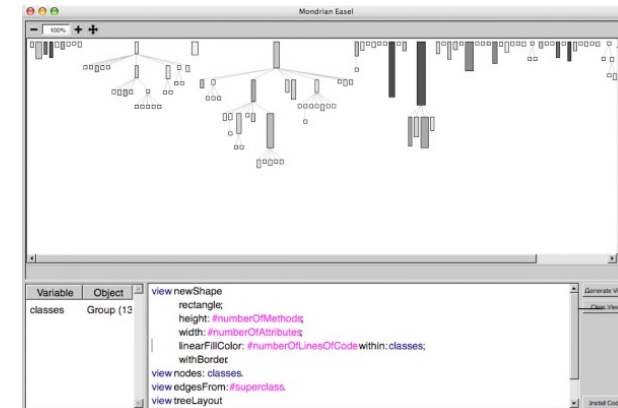 Mondrian Easel
100%
Variable Object
classes Group (13
view newShape
rectangle;
height: #numberOfMethods;
width: #numberOfAttributes;
linearFillColor: #numberOfLinesOfCode within: classes;
withBorder.
view nodes: classes.
view edgesFrom: #superclass.
view treeLayout
Generate Vi
Clear View
Install Cod